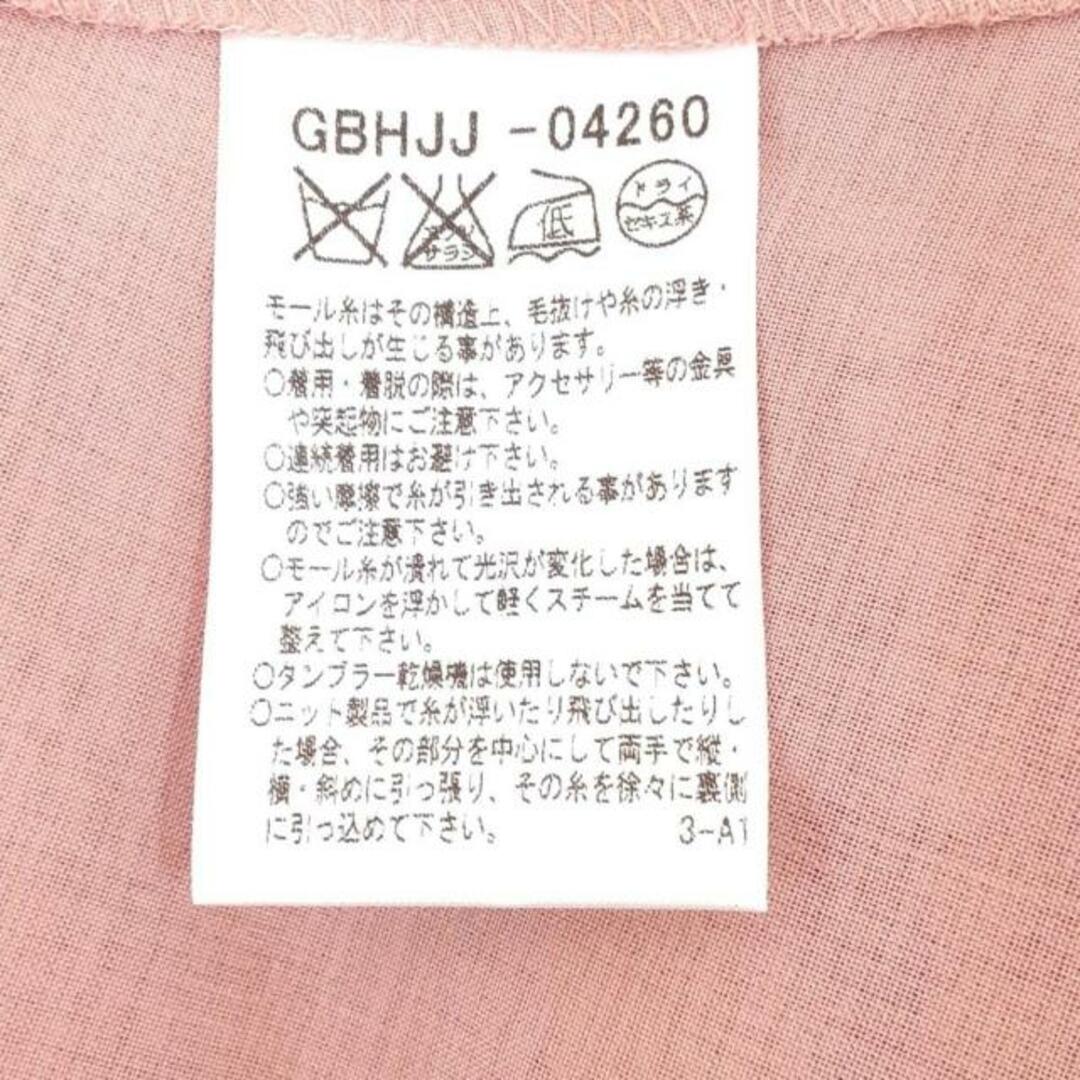 GBHJJ -04260
エンソ
サラシ
低
ドライ
セキユ系
モール糸はその構造上、毛抜けや糸の浮き・
飛び出しが生じる事があります。
○着用・着脱の際は、アクセサリー等の金具
や突起物にご注意下さい。
○連続着用はお避け下さい。
○強い摩擦で糸が引き出される事があります
のでご注意下さい。
○モール糸が潰れて光沢が変化した場合は、
アイロンを浮かして軽くスチームを当てて
整えて下さい。
○タンブラー乾燥機は使用しないで下さい。
○ニット製品で糸が浮いたり飛び出したりし
た場合、その部分を中心にして両手で縦・
横・斜めに引っ張り、その糸を徐々に裏側
に引っ込めて下さい。 3-A1